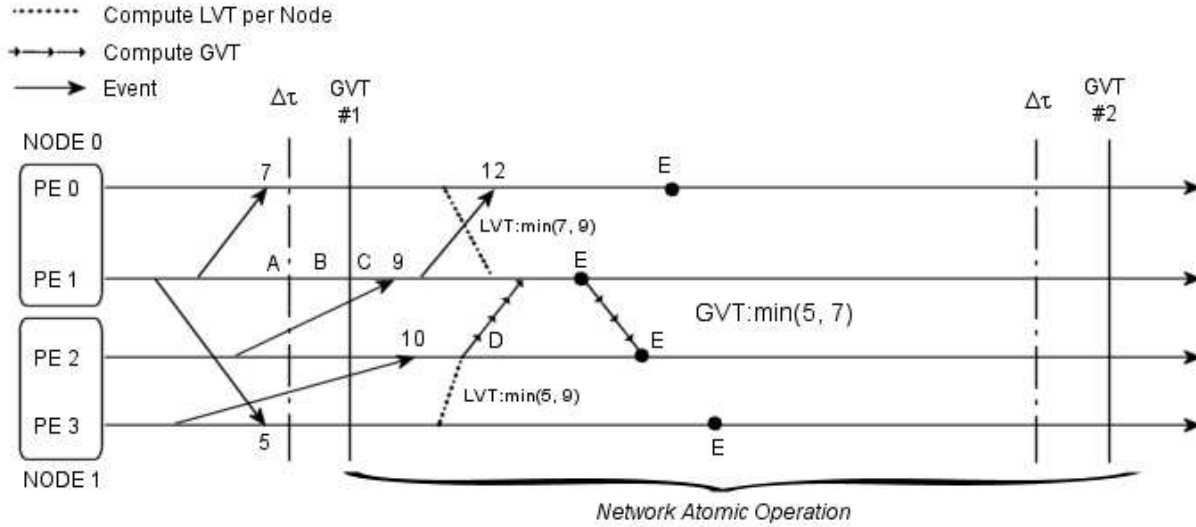 Compute LVT per Node
Compute GVT
Event
Δτ
GVT
#1
Δτ
GVT
#2
NODE 0
7
12
E
PE 0
LVT:min(7, 9)
A
B
C
9
E
PE 1
GVT:min(5, 7)
10
D
E
PE 2
LVT:min(5, 9)
PE 3
5
E
NODE 1
Network Atomic Operation